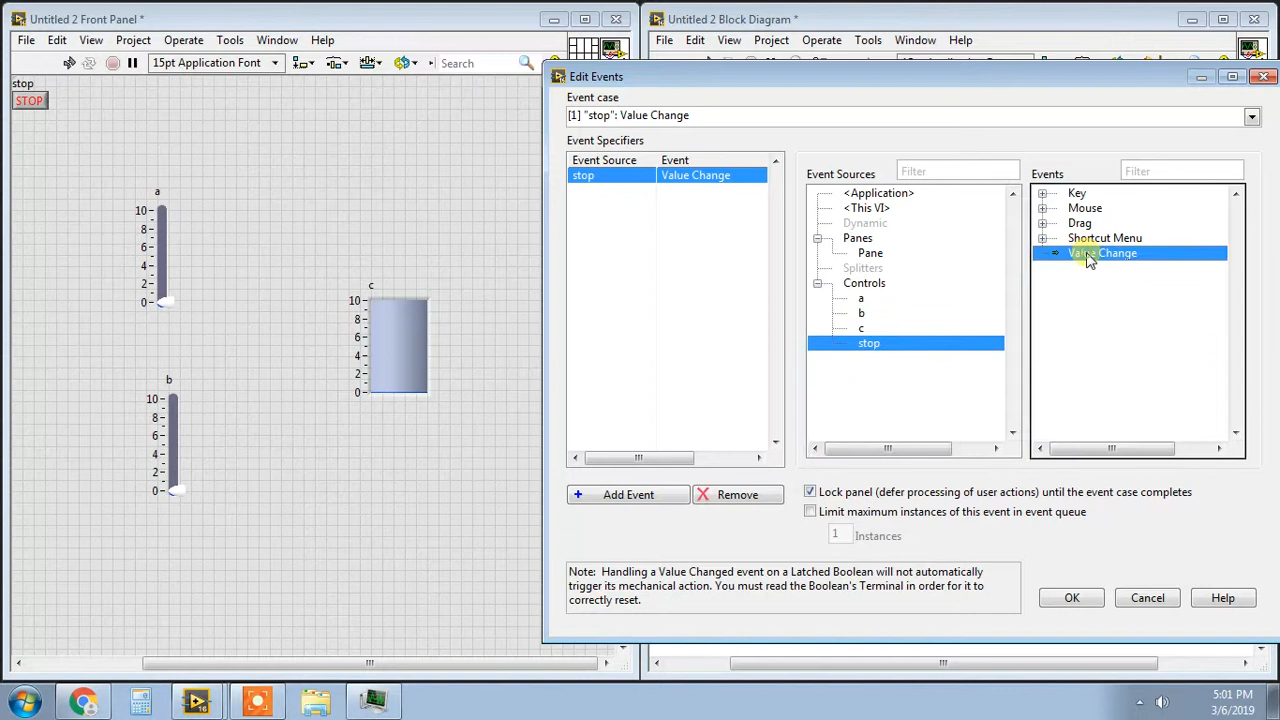 Untitled 2 Front Panel *
File Edit View Project Operate Tools Window Help
15pt Application Font
Search
stop
STOP
a
10
8
6
4
2
0
b
10
8
6
4
2
0
c
10
8
6
4
2
0
Untitled 2 Block Diagram *
File Edit View Project Operate Tools Window Help
Edit Events
Event case
[1] "stop": Value Change
Event Specifiers
Event Source Event
stop Value Change
Add Event
Remove
Event Sources
Filter
<Application>
<This VI>
Dynamic
Panes
Pane
Splitters
Controls
a
b
c
stop
Events
Filter
Key
Mouse
Drag
Shortcut Menu
Value Change
Lock panel (defer processing of user actions) until the event case completes
Limit maximum instances of this event in event queue
1 Instances
Note: Handling a Value Changed event on a Latched Boolean will not automatically
trigger its mechanical action. You must read the Boolean's Terminal in order for it to
correctly reset.
OK
Cancel
Help
16
5:01 PM
3/6/2019